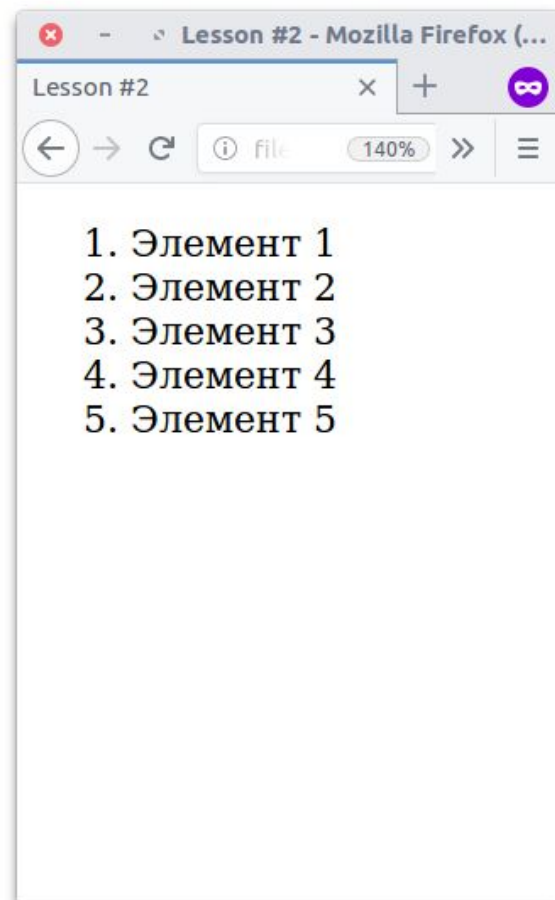 Lesson #2 - Mozilla Firefox (...
Lesson #2
file 140%
1. Элемент 1
2. Элемент 2
3. Элемент 3
4. Элемент 4
5. Элемент 5